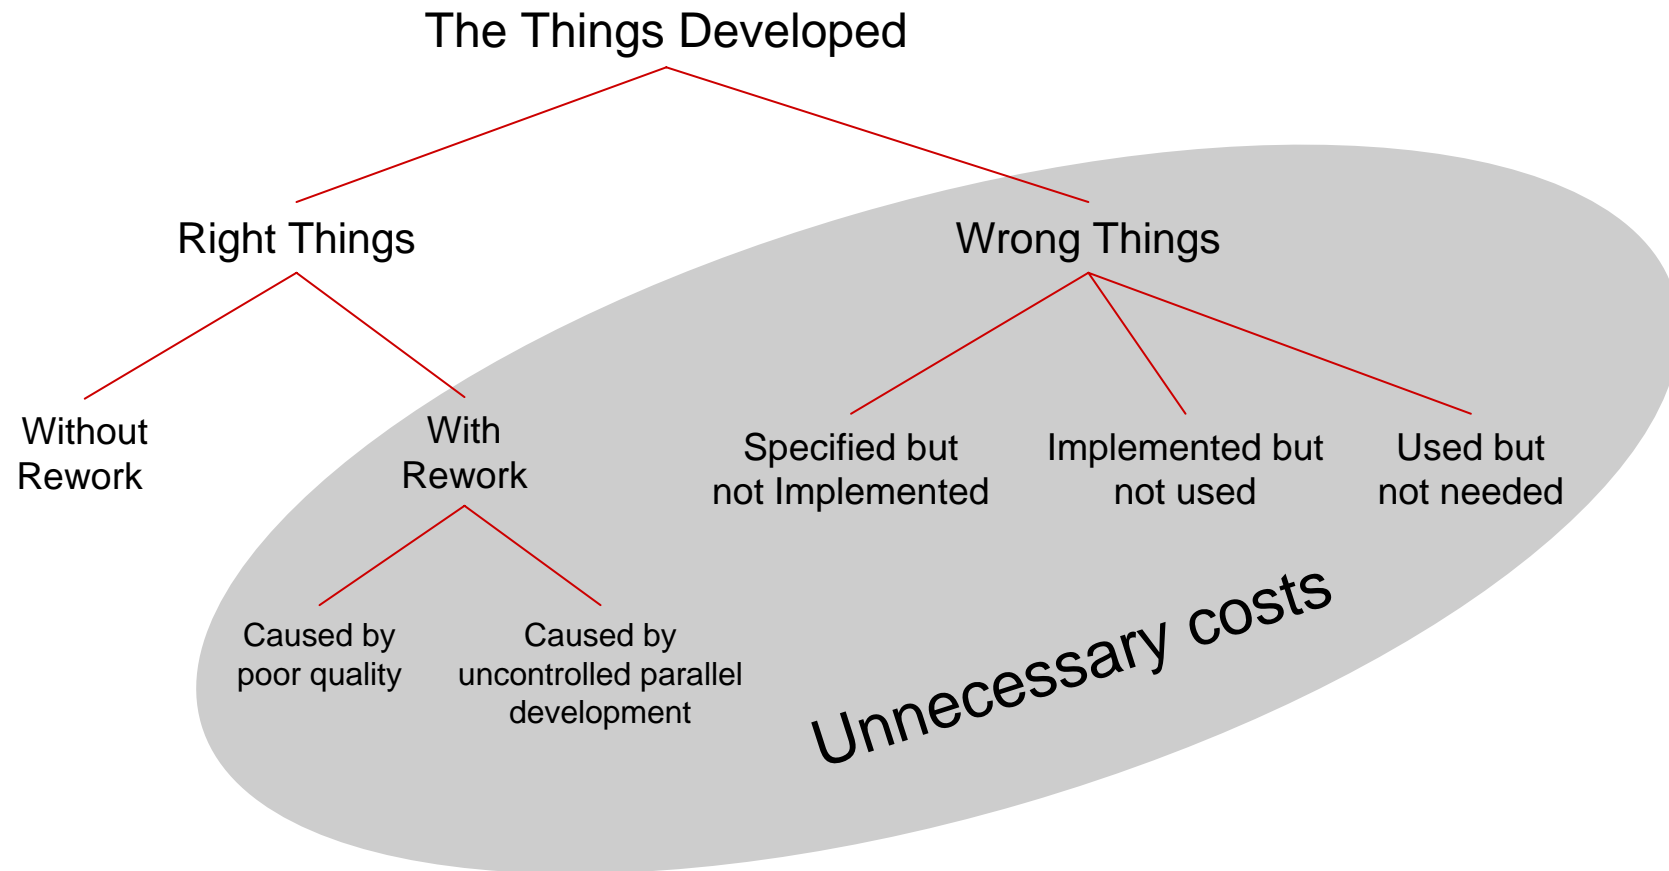 The Things Developed
Right Things
Wrong Things
Without
Rework
With
Rework
Specified but
not Implemented
Implemented but
not used
Used but
not needed
Caused by
poor quality
Caused by
uncontrolled parallel
development
Unnecessary costs